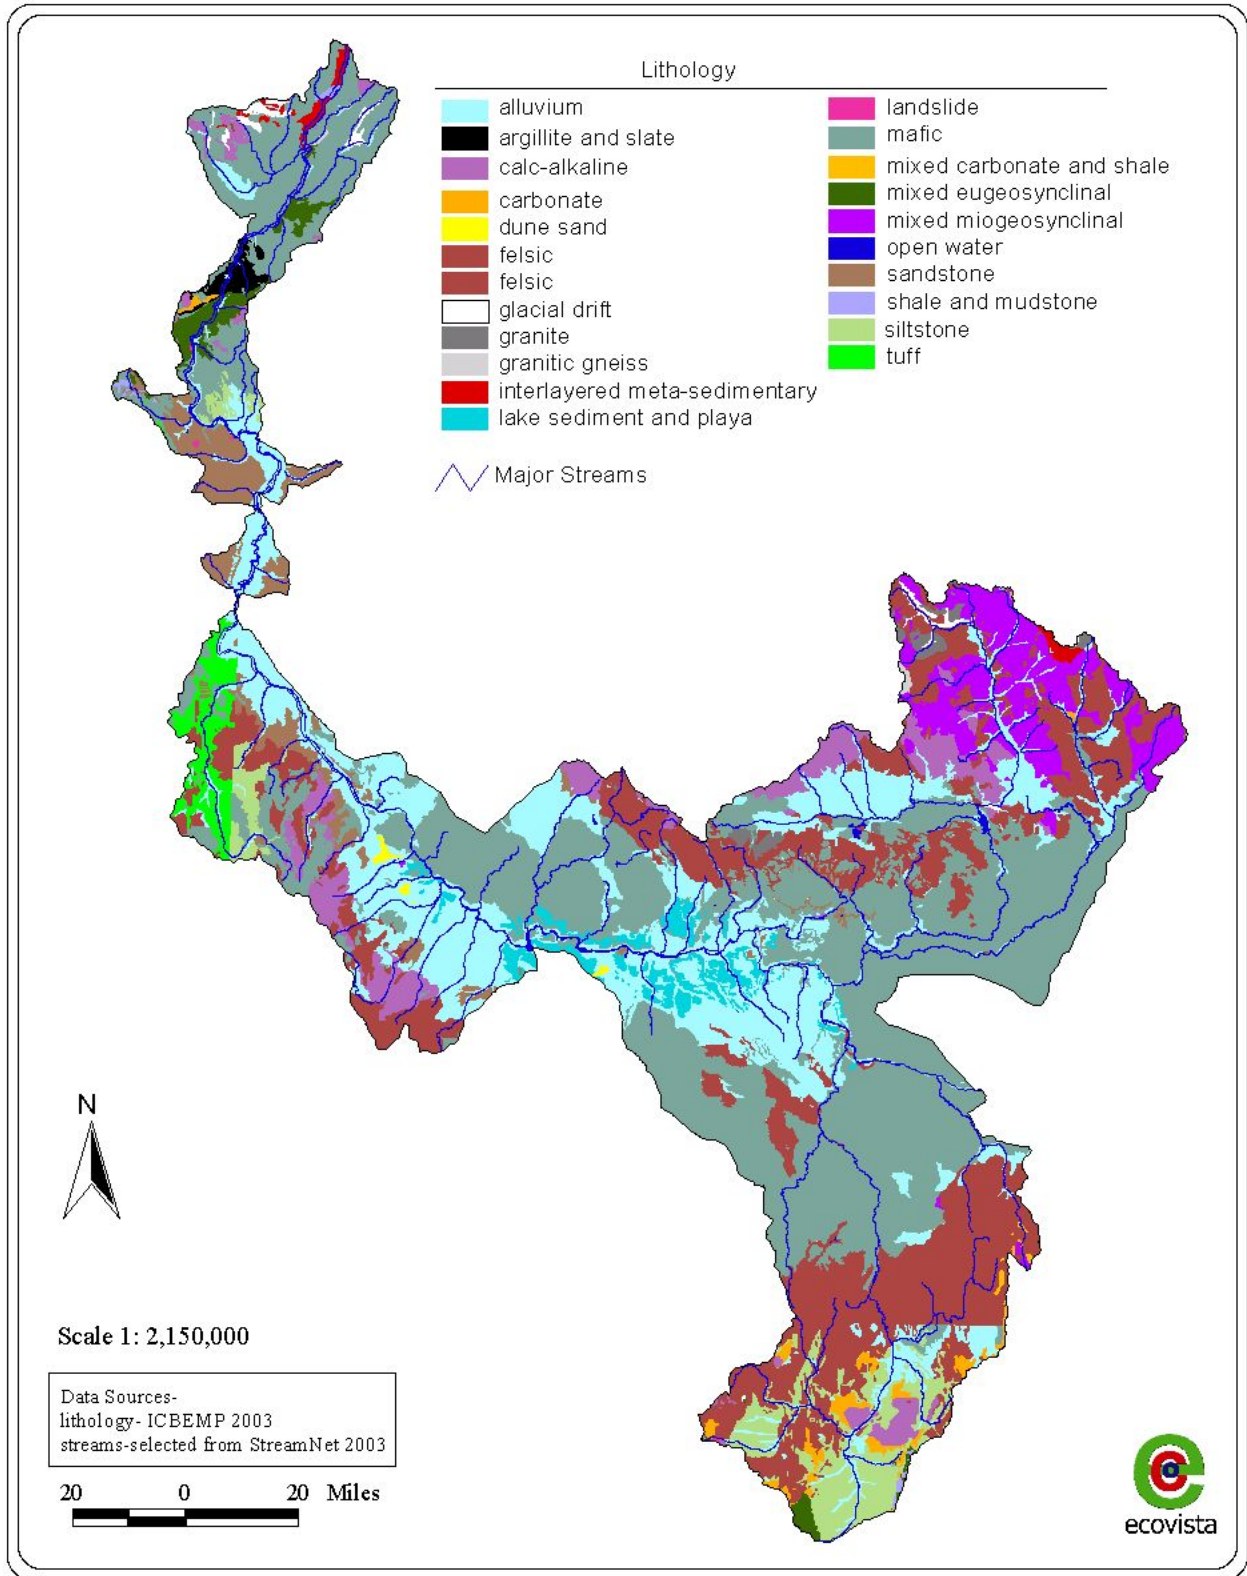 Lithology
alluvium
argillite and slate
calc-alkaline
carbonate
dune sand
felsic
felsic
glacial drift
granite
granitic gneiss
interlayered meta-sedimentary
lake sediment and playa
landslide
mafic
mixed carbonate and shale
mixed eugeosynclinal
mixed miogeosynclinal
open water
sandstone
shale and mudstone
siltstone
tuff
Major Streams
N
Scale 1: 2,150,000
Data Sources-
lithology- ICBEMP 2003
streams-selected from StreamNet 2003
20 0 20 Miles
ecovista